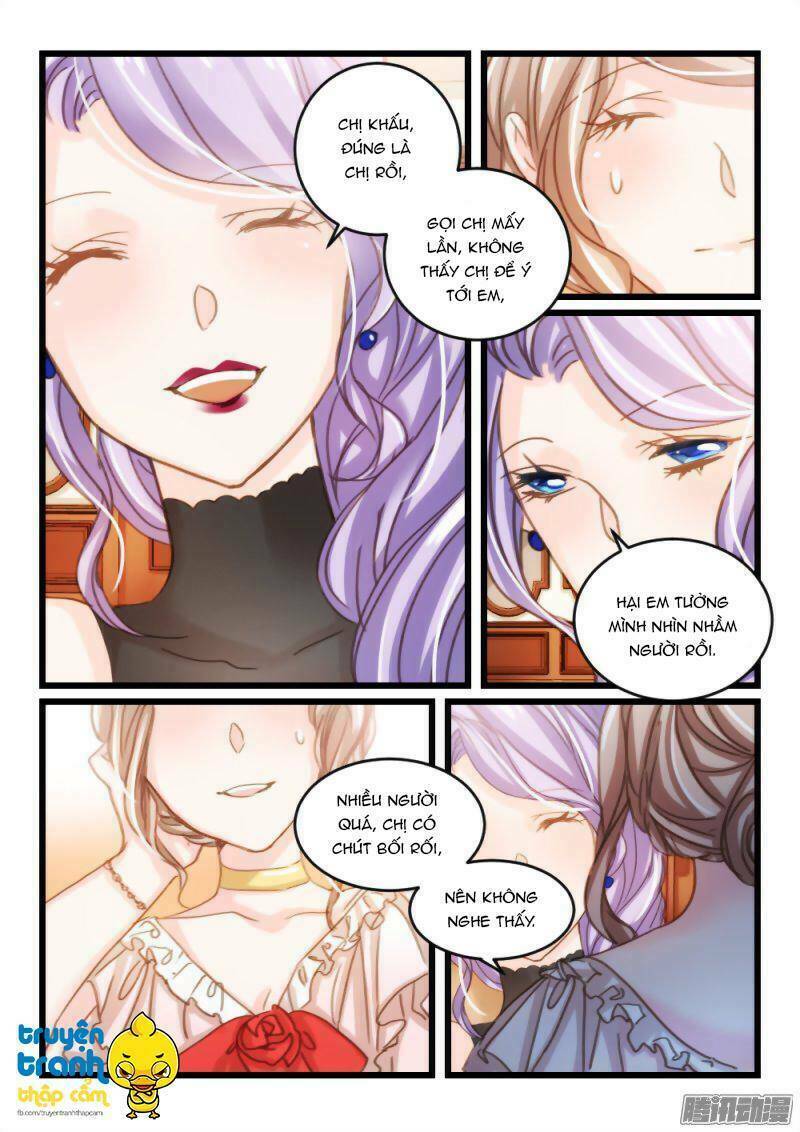 CHỊ KHẤU,
ĐÚNG LÀ
CHỊ RỒI,
GỌI CHỊ MẤY
LẦN, KHÔNG
THẤY CHỊ ĐỂ Ý
TỚI EM,
HẠI EM TƯỞNG
MÌNH NHÌN NHẦM
NGƯỜI RỒI.
NHIỀU NGƯỜI
QUÁ, CHỊ CÓ
CHÚT BỐI RỐI,
NÊN KHÔNG
NGHE THẤY.
truyện
tranh
thập cẩm
fb.com/truyentranhthapcam
腾讯动漫